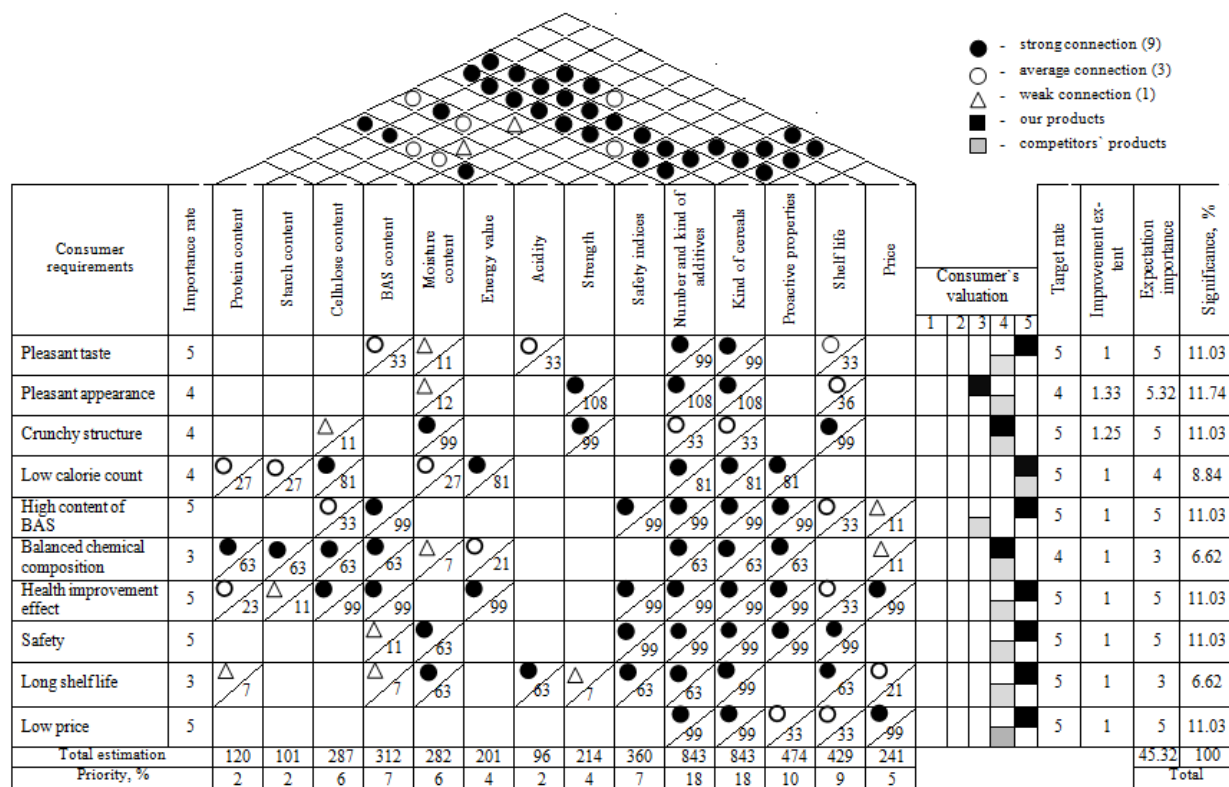 - strong connection (9)
- average connection (3)
- weak connection (1)
- our products
- competitors` products
Consumer requirements
Importance rate
Protein content
Starch content
Cellulose content
BAS content
Moisture content
Energy value
Acidity
Strength
Safety indices
Number and kind of additives
Kind of cereals
Proactive properties
Shelf life
Price
Consumer`s valuation
1 2 3 4 5
Target rate
Improvement ex-tent
Expectation importance
Significance, %
Pleasant taste 5 33 11 33 99 99 33 5 1 5 11.03
Pleasant appearance 4 12 108 108 108 36 4 1.33 5.32 11.74
Crunchy structure 4 11 99 99 33 33 99 5 1.25 5 11.03
Low calorie count 4 27 27 81 27 81 81 81 81 5 1 4 8.84
High content of BAS 5 33 99 99 99 99 99 33 11 5 1 5 11.03
Balanced chemical composition 3 63 63 63 63 7 21 63 63 63 11 4 1 3 6.62
Health improvement effect 5 23 11 99 99 99 99 99 99 99 33 99 5 1 5 11.03
Safety 5 11 63 99 99 99 99 99 5 1 5 11.03
Long shelf life 3 7 7 63 63 7 63 63 99 63 21 5 1 3 6.62
Low price 5 99 99 33 33 99 5 1 5 11.03
Total estimation 120 101 287 312 282 201 96 214 360 843 843 474 429 241 45.32 100
Priority, % 2 2 6 7 6 4 2 4 7 18 18 10 9 5 Total